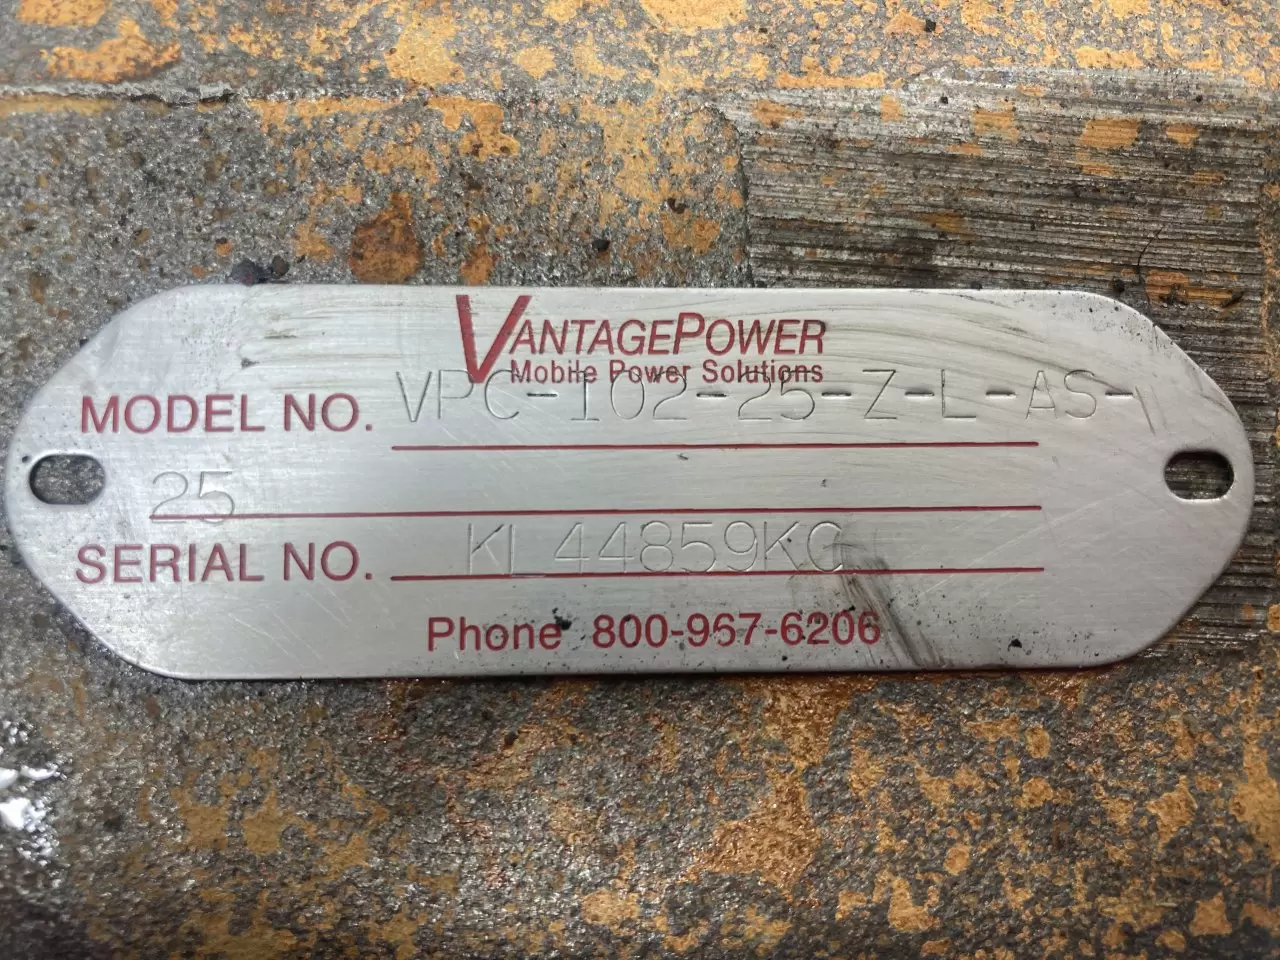 VANTAGEPOWER
Mobile Power Solutions
MODEL NO. VPC-102-25-Z-L-AS-
25
SERIAL NO. KL44859KG
Phone 800-967-6206